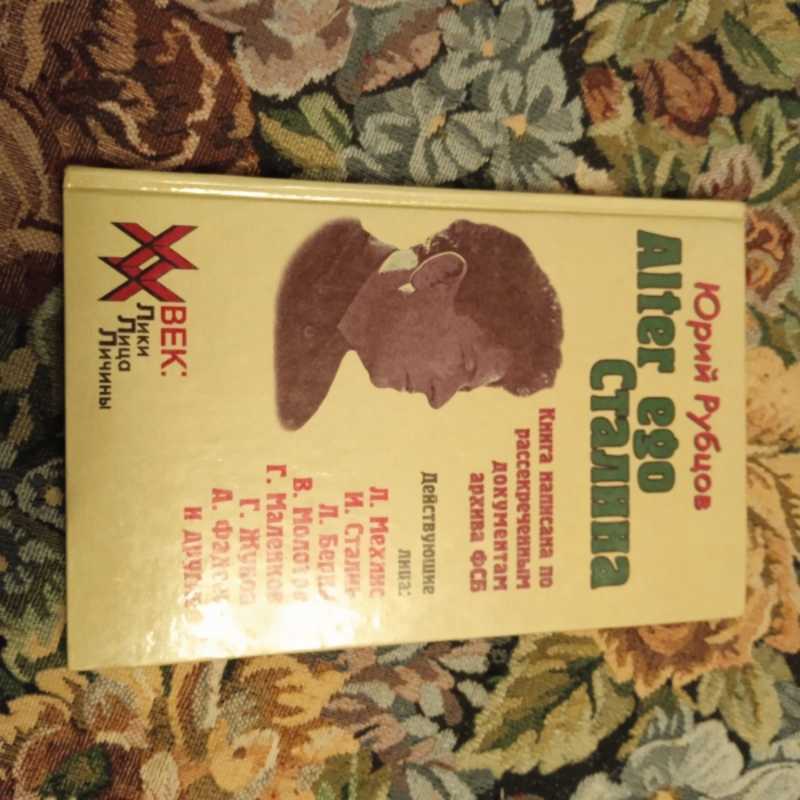 Юрий Рубцов
Alter ego
Сталина
Книга написана по
рассекреченным
документам
архива ФСБ
Действующие
лица:
Л. Мехлис
И. Сталин
Л. Берия
В. Молотов
Г. Маленков
Г. Жуков
А. Фадеев
и другие
XX ВЕК:
Лики
Лица
Личины